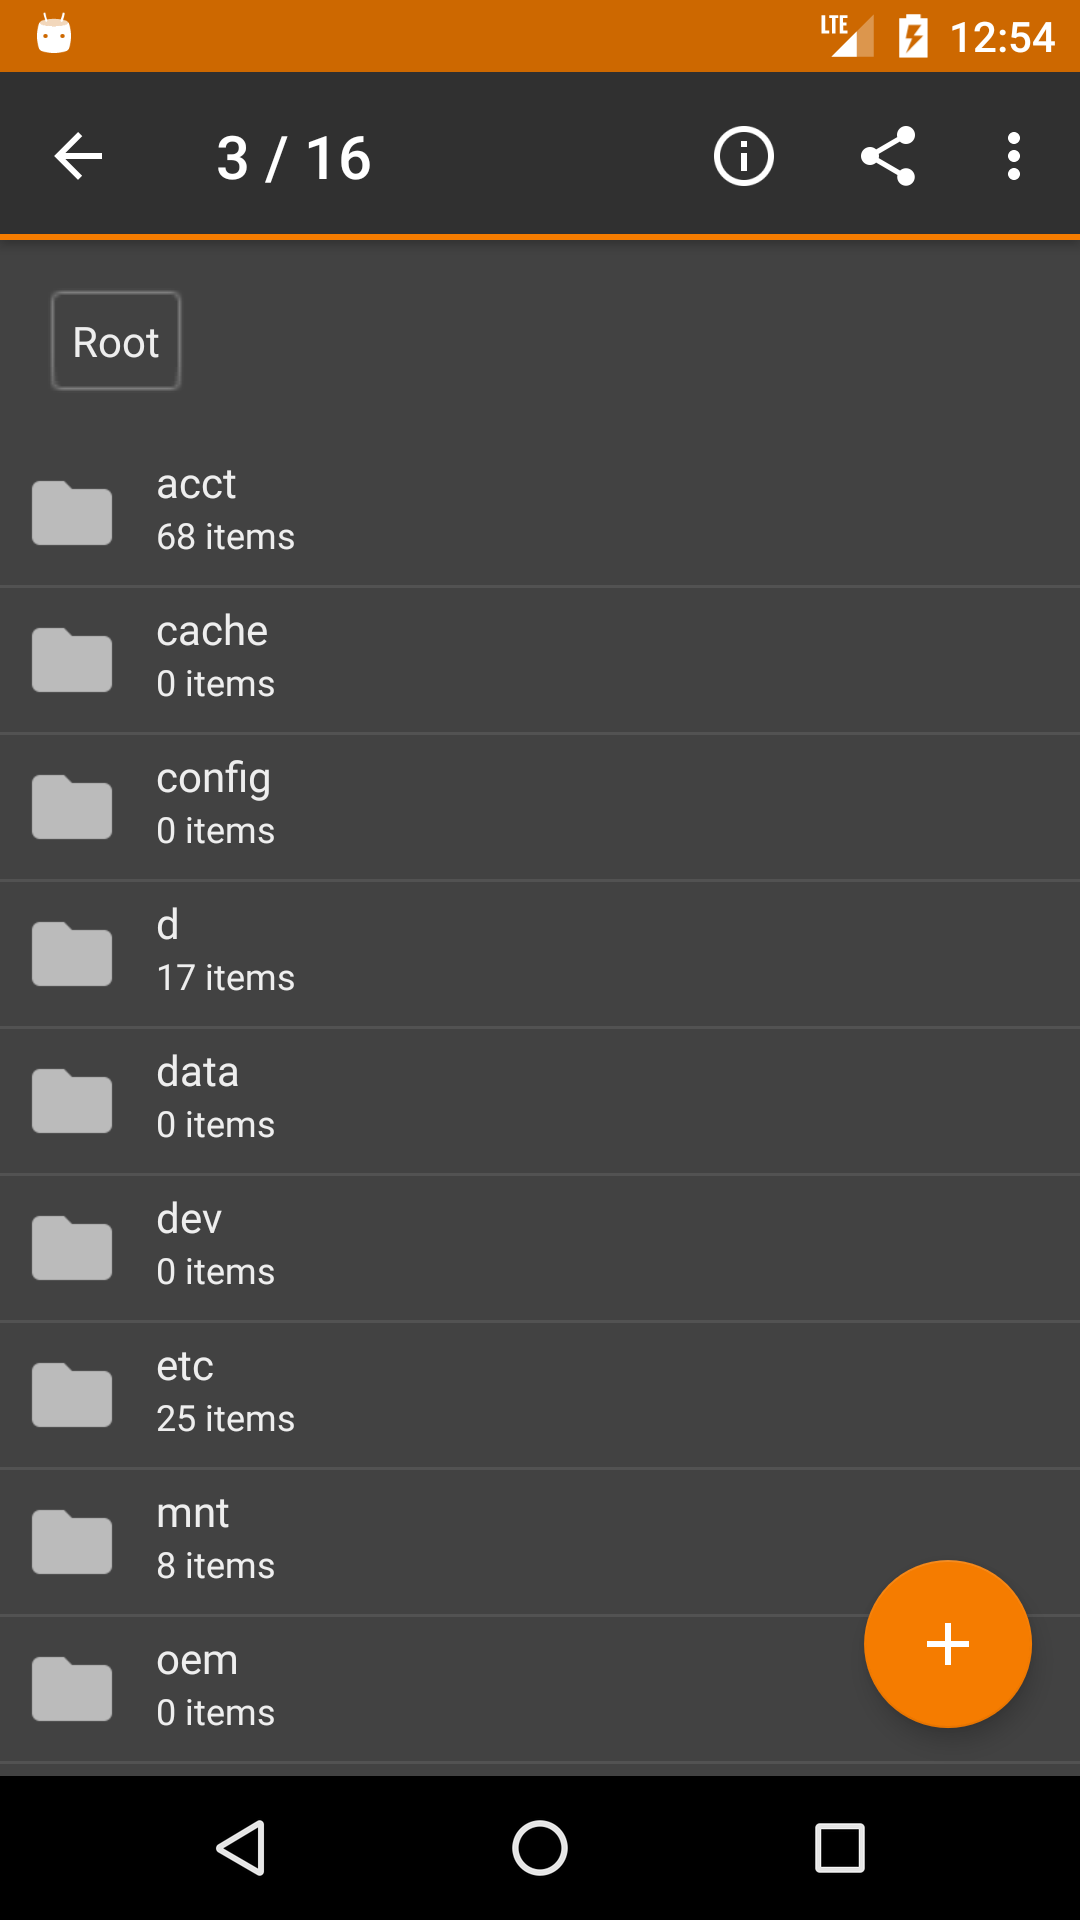 LTE 12:54
3 / 16
Root
acct
68 items
cache
0 items
config
0 items
d
17 items
data
0 items
dev
0 items
etc
25 items
mnt
8 items
oem
0 items